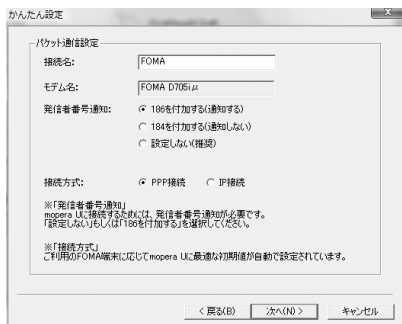 かんたん設定
パケット通信設定
接続名: FOMA
モデム名: FOMA D705iμ
発信者番号通知: 186を付加する(通知する)
184を付加する(通知しない)
設定しない(推奨)
接続方式: PPP接続 IP接続
※「発信者番号通知」
mopera Uに接続するためには、発信者番号通知が必要です。
「設定しない」もしくは「186を付加する」を選択してください。
※「接続方式」
ご利用のFOMA端末に応じてmopera Uに最適な初期値が自動で設定されています。
< 戻る(B) 次へ(N) > キャンセル